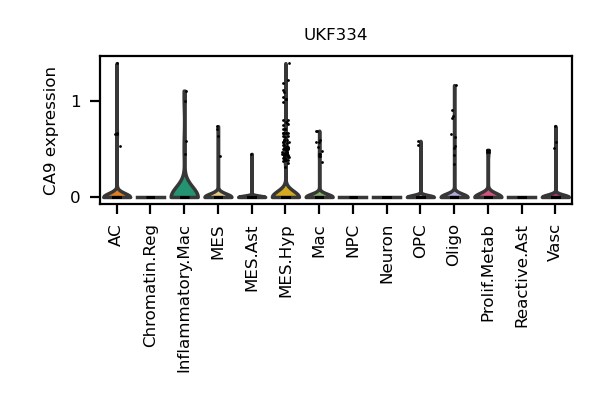 UKF334
CA9 expression
1
0
AC
Chromatin.Reg
Inflammatory.Mac
MES
MES.Ast
MES.Hyp
Mac
NPC
Neuron
OPC
Oligo
Prolif.Metab
Reactive.Ast
Vasc